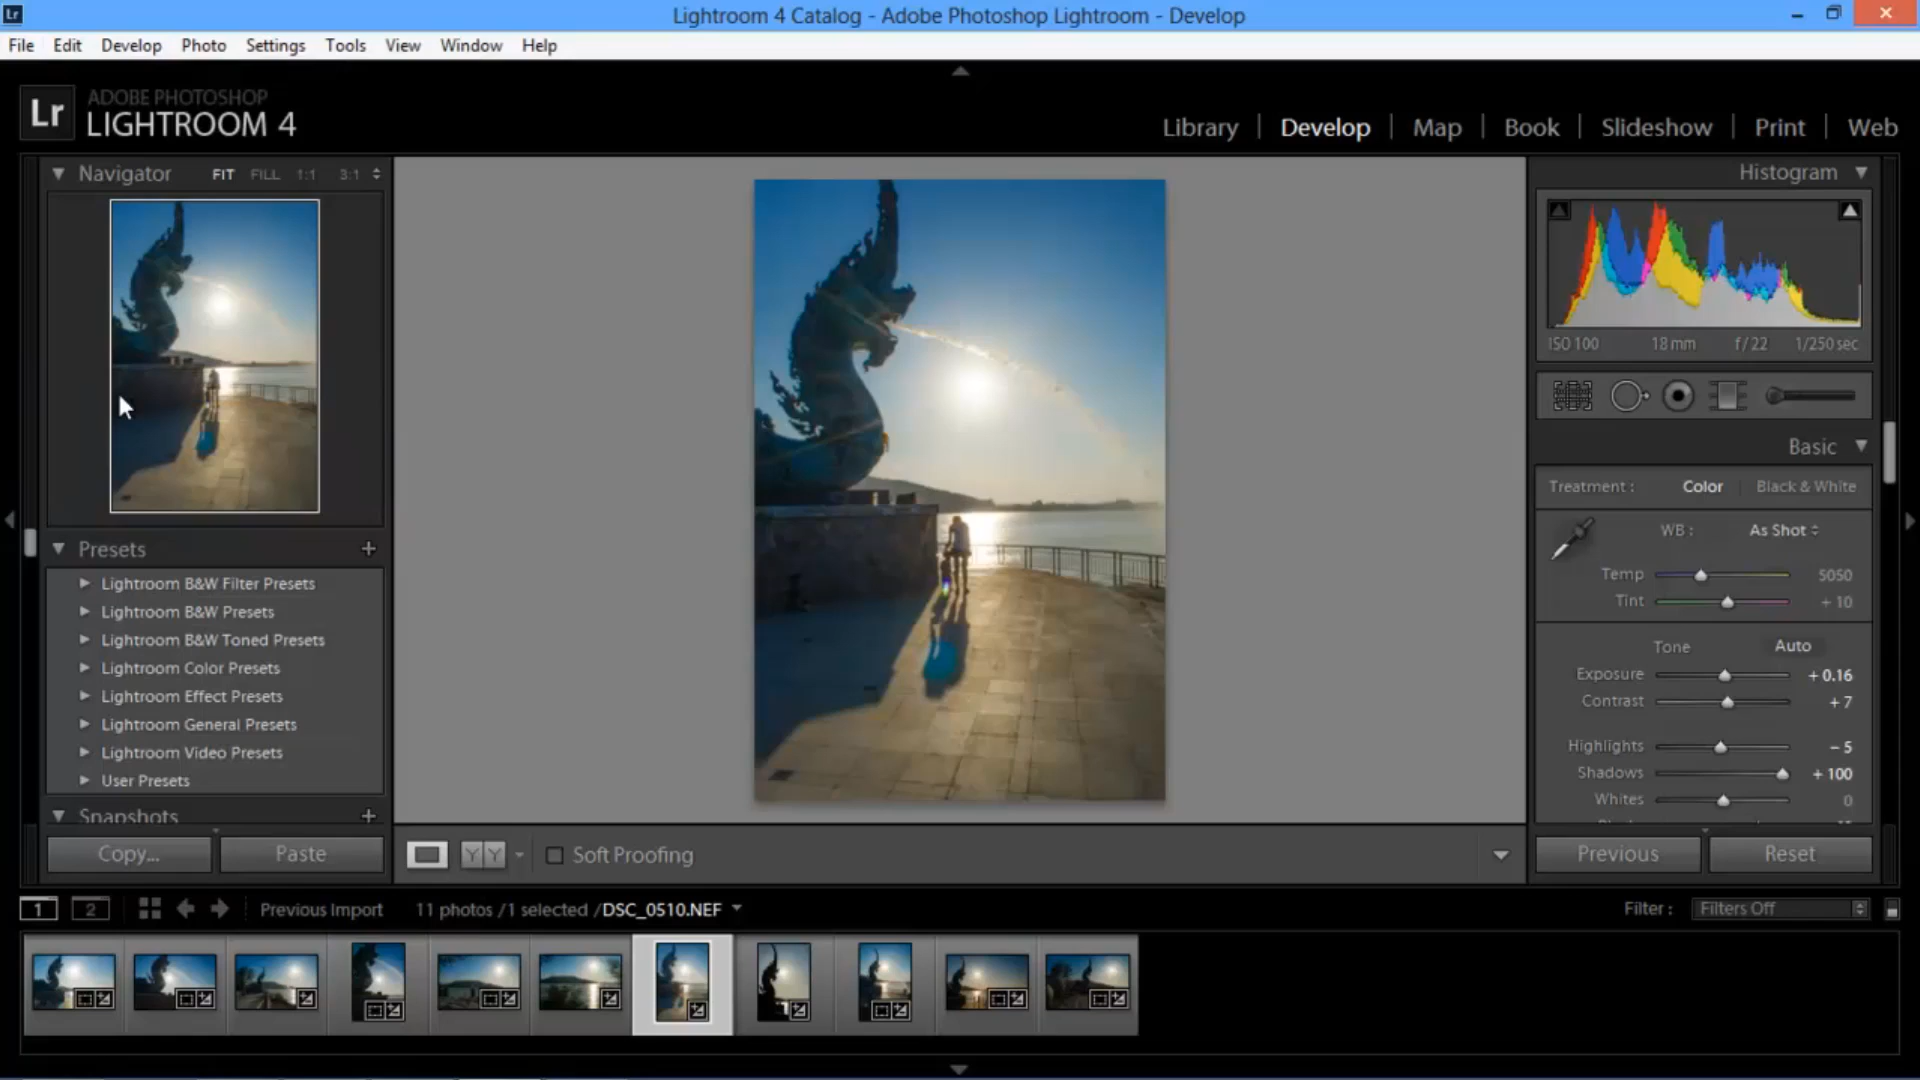 Lr Lightroom 4 Catalog - Adobe Photoshop Lightroom - Develop
File Edit Develop Photo Settings Tools View Window Help
Lr ADOBE PHOTOSHOP
LIGHTROOM 4
Library | Develop | Map | Book | Slideshow | Print | Web
Navigator FIT FILL 1:1 3:1
Histogram
ISO 100 18 mm f / 22 1/250 sec
Basic
Treatment : Color Black & White
WB : As Shot
Temp 5050
Tint + 10
Tone Auto
Exposure + 0.16
Contrast + 7
Highlights – 5
Shadows + 100
Whites 0
Presets +
Lightroom B&W Filter Presets
Lightroom B&W Presets
Lightroom B&W Toned Presets
Lightroom Color Presets
Lightroom Effect Presets
Lightroom General Presets
Lightroom Video Presets
User Presets
Snapshots +
Copy... Paste
Y Y Soft Proofing
Previous Reset
1 2 Previous Import 11 photos /1 selected /DSC_0510.NEF
Filter : Filters Off